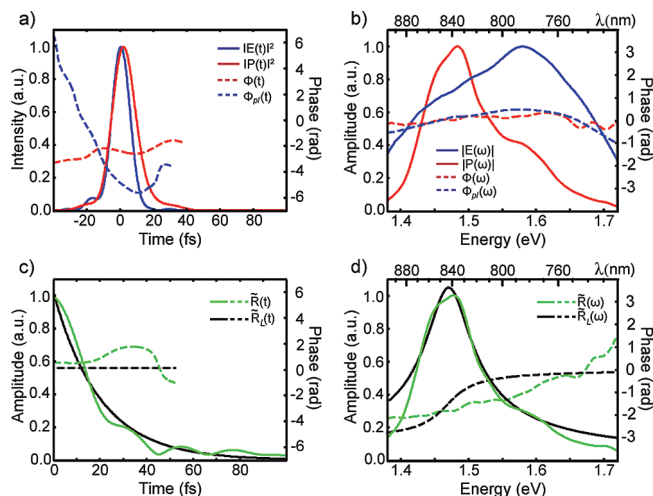 a)
Intensity (a.u.)
1.0
0.8
0.6
0.4
0.2
0.0
-20 0 20 40 60 80
Time (fs)
6
4
2
0
-2
-4
-6
Phase (rad)
IE(t)I²
IP(t)I²
Φ(t)
Φpl(t)
b)
880 840 800 760 λ(nm)
Amplitude (a.u.)
1.0
0.8
0.6
0.4
0.2
0.0
1.4 1.5 1.6 1.7
Energy (eV)
3
2
1
0
-1
-2
-3
Phase (rad)
|E(ω)|
|P(ω)|
Φ(ω)
Φpl(ω)
c)
Amplitude (a.u.)
1.0
0.8
0.6
0.4
0.2
0.0
0 20 40 60 80
Time (fs)
6
4
2
0
-2
-4
-6
Phase (rad)
R̃(t)
R̃L(t)
d)
880 840 800 760 λ(nm)
Amplitude (a.u.)
1.0
0.8
0.6
0.4
0.2
0.0
1.4 1.5 1.6 1.7
Energy (eV)
3
2
1
0
-1
-2
-3
Phase (rad)
R̃(ω)
R̃L(ω)